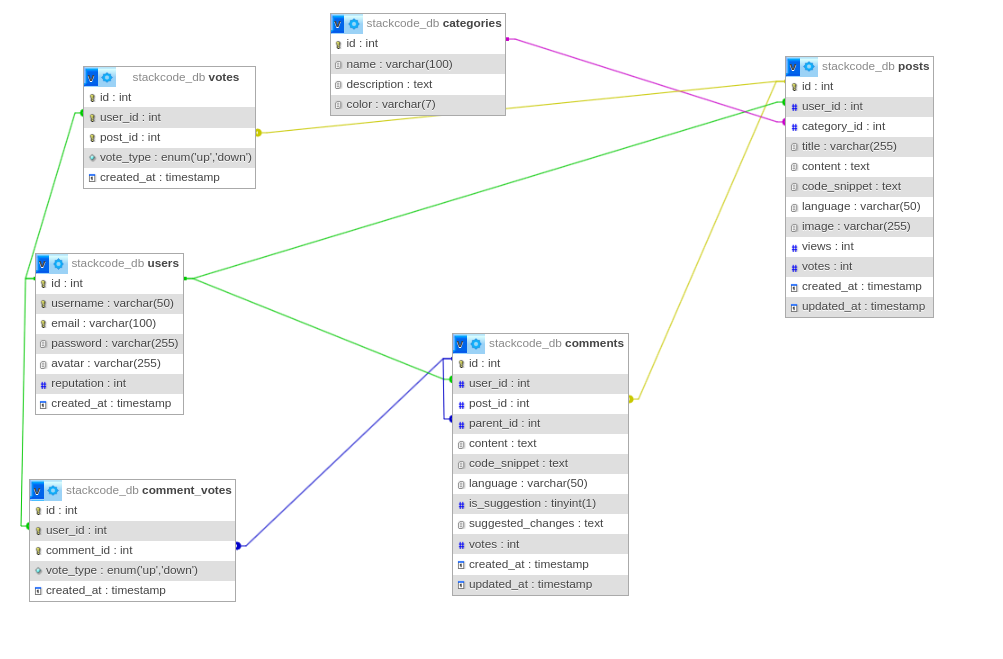 stackcode_db categories
id : int
name : varchar(100)
description : text
color : varchar(7)
stackcode_db votes
id : int
user_id : int
post_id : int
vote_type : enum('up','down')
created_at : timestamp
stackcode_db posts
id : int
user_id : int
category_id : int
title : varchar(255)
content : text
code_snippet : text
language : varchar(50)
image : varchar(255)
views : int
votes : int
created_at : timestamp
updated_at : timestamp
stackcode_db users
id : int
username : varchar(50)
email : varchar(100)
password : varchar(255)
avatar : varchar(255)
reputation : int
created_at : timestamp
stackcode_db comments
id : int
user_id : int
post_id : int
parent_id : int
content : text
code_snippet : text
language : varchar(50)
is_suggestion : tinyint(1)
suggested_changes : text
votes : int
created_at : timestamp
updated_at : timestamp
stackcode_db comment_votes
id : int
user_id : int
comment_id : int
vote_type : enum('up','down')
created_at : timestamp